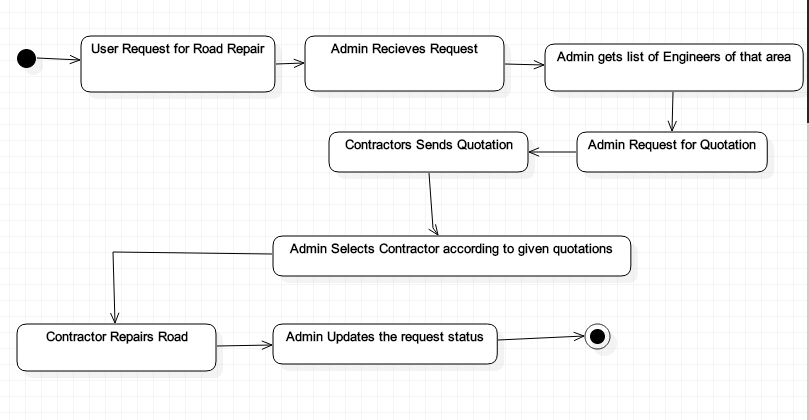 User Request for Road Repair
Admin Recieves Request
Admin gets list of Engineers of that area
Admin Request for Quotation
Contractors Sends Quotation
Admin Selects Contractor according to given quotations
Contractor Repairs Road
Admin Updates the request status